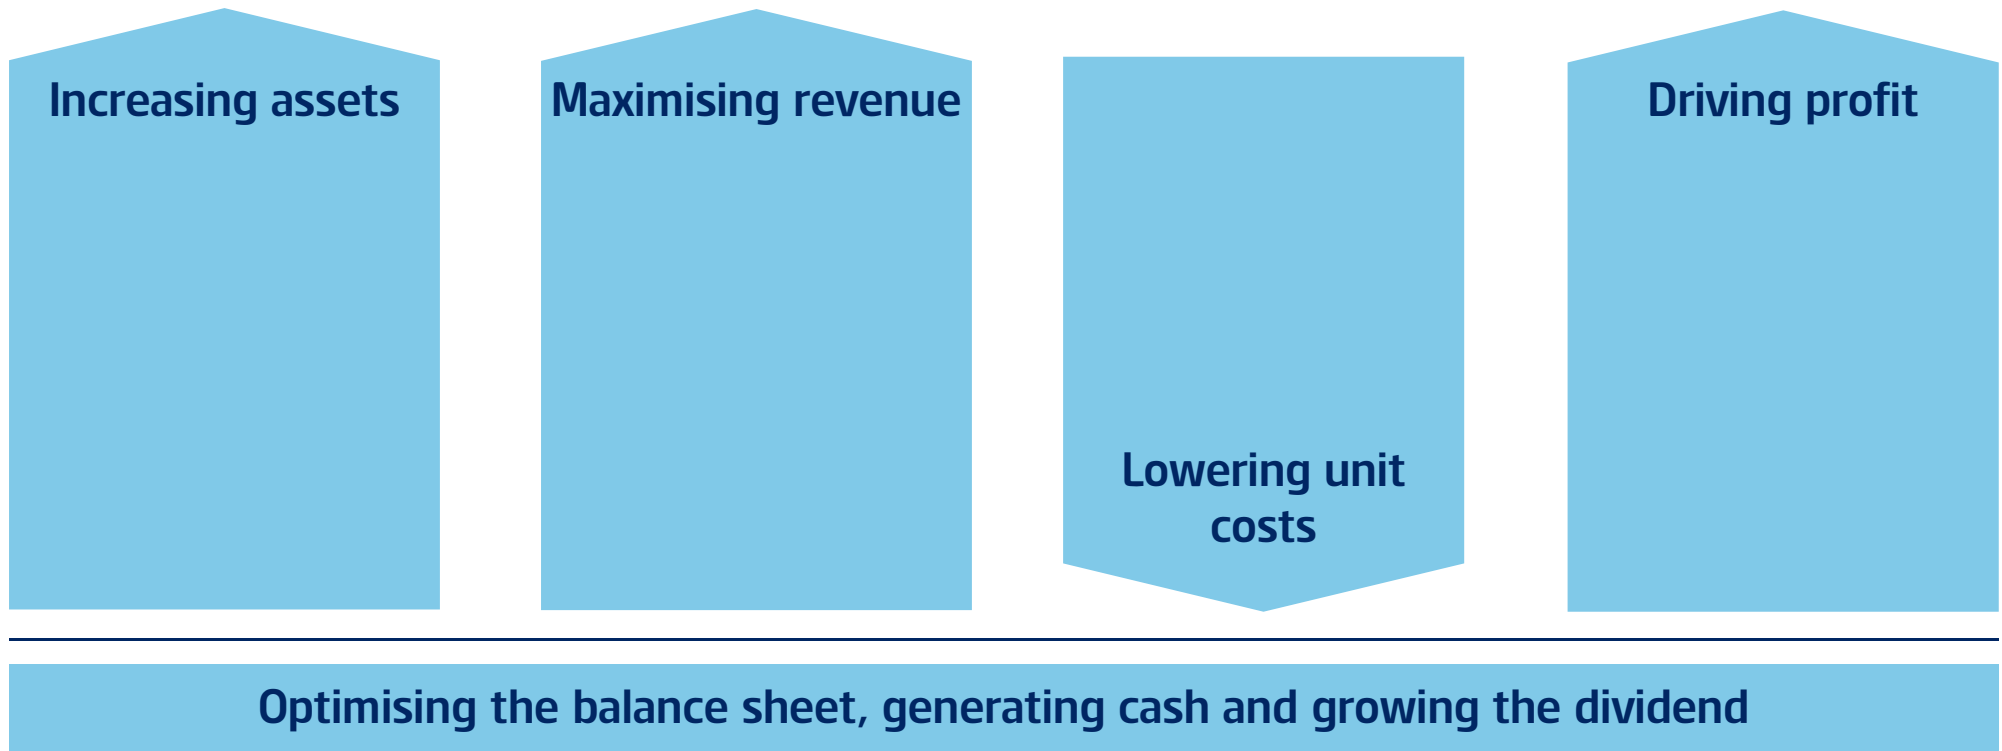 Increasing assets
Maximising revenue
Driving profit
Lowering unit
costs
Optimising the balance sheet, generating cash and growing the dividend